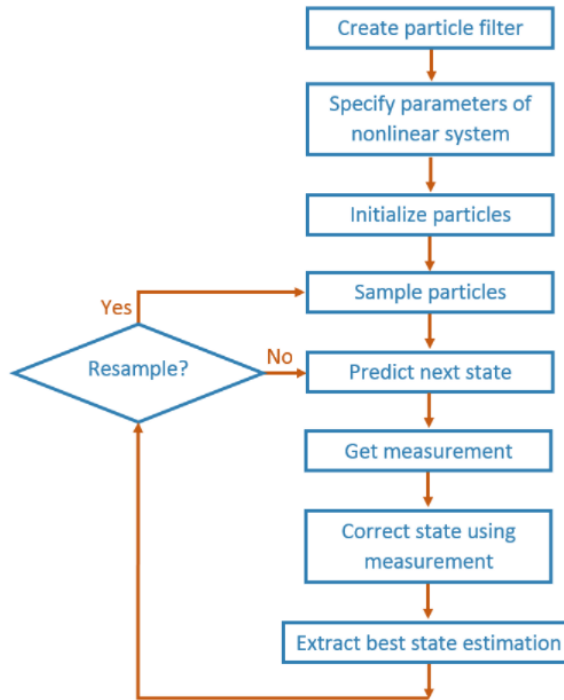 Create particle filter
Specify parameters of
nonlinear system
Initialize particles
Yes
Sample particles
Resample?
No
Predict next state
Get measurement
Correct state using
measurement
Extract best state estimation